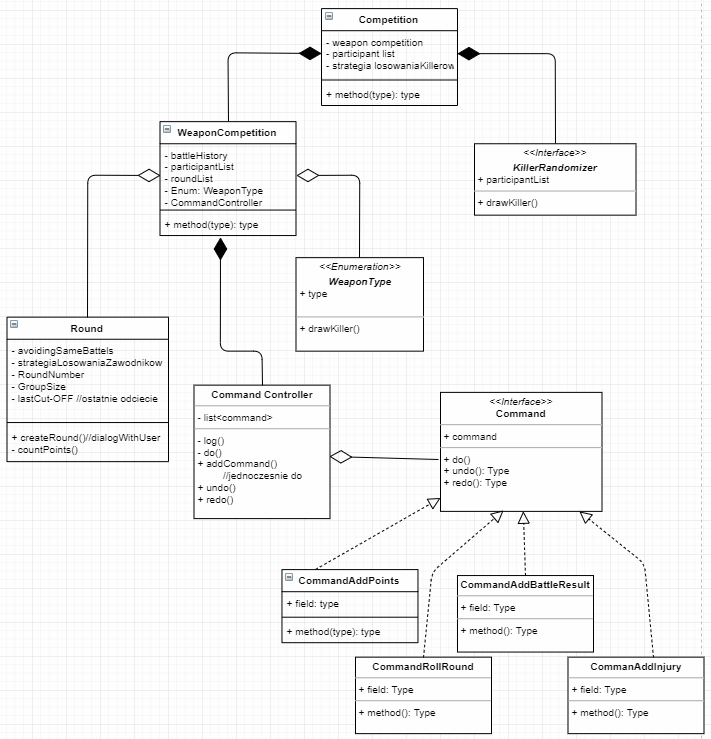 Competition
- weapon competition
- participant list
- strategia losowaniaKillerow
+ method(type): type
WeaponCompetition
- battleHistory
- participantList
- roundList
- Enum: WeaponType
- CommandController
+ method(type): type
<<Interface>>
KillerRandomizer
+ participantList
+ drawKiller()
<<Enumeration>>
WeaponType
+ type
+ drawKiller()
Round
- avoidingSameBattels
- strategiaLosowaniaZawodnikow
- RoundNumber
- GroupSize
- lastCut-OFF //ostatnie odciecie
+ createRound()//dialogWithUser
- countPoints()
Command Controller
- list<command>
- log()
- do()
+ addCommand()
//jednoczesnie do
+ undo()
+ redo()
<<Interface>>
Command
+ command
+ do()
+ undo(): Type
+ redo(): Type
CommandAddPoints
+ field: type
+ method(type): type
CommandAddBattleResult
+ field: Type
+ method(): Type
CommandRollRound
+ field: Type
+ method(): Type
CommanAddInjury
+ field: Type
+ method(): Type